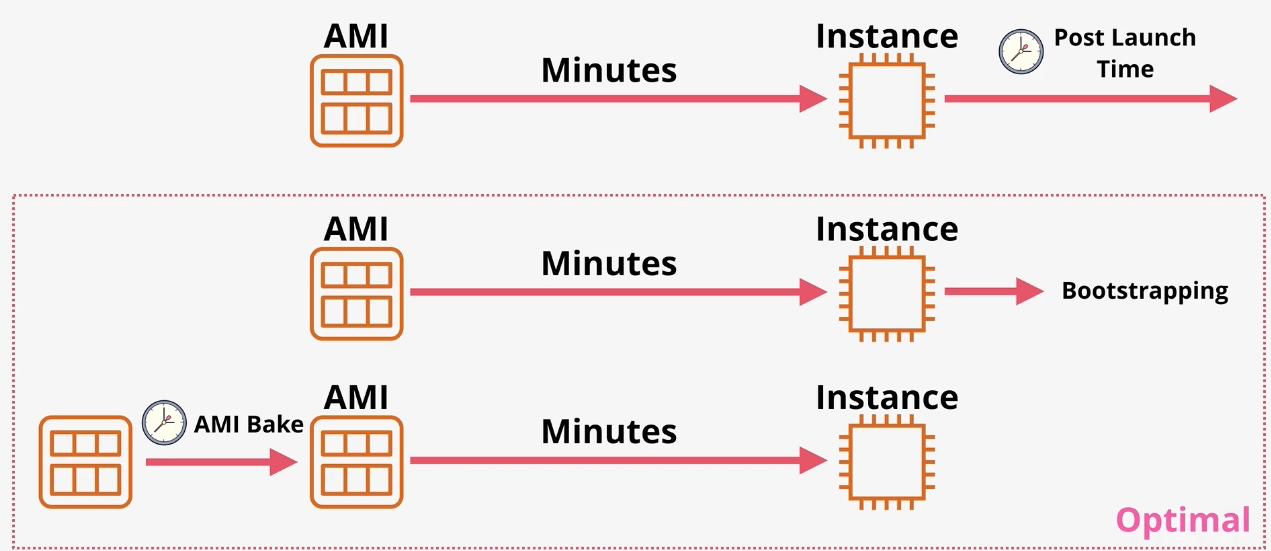 AMI
Minutes
Instance
Post Launch
Time
AMI
Minutes
Instance
Bootstrapping
AMI Bake
AMI
Minutes
Instance
Optimal